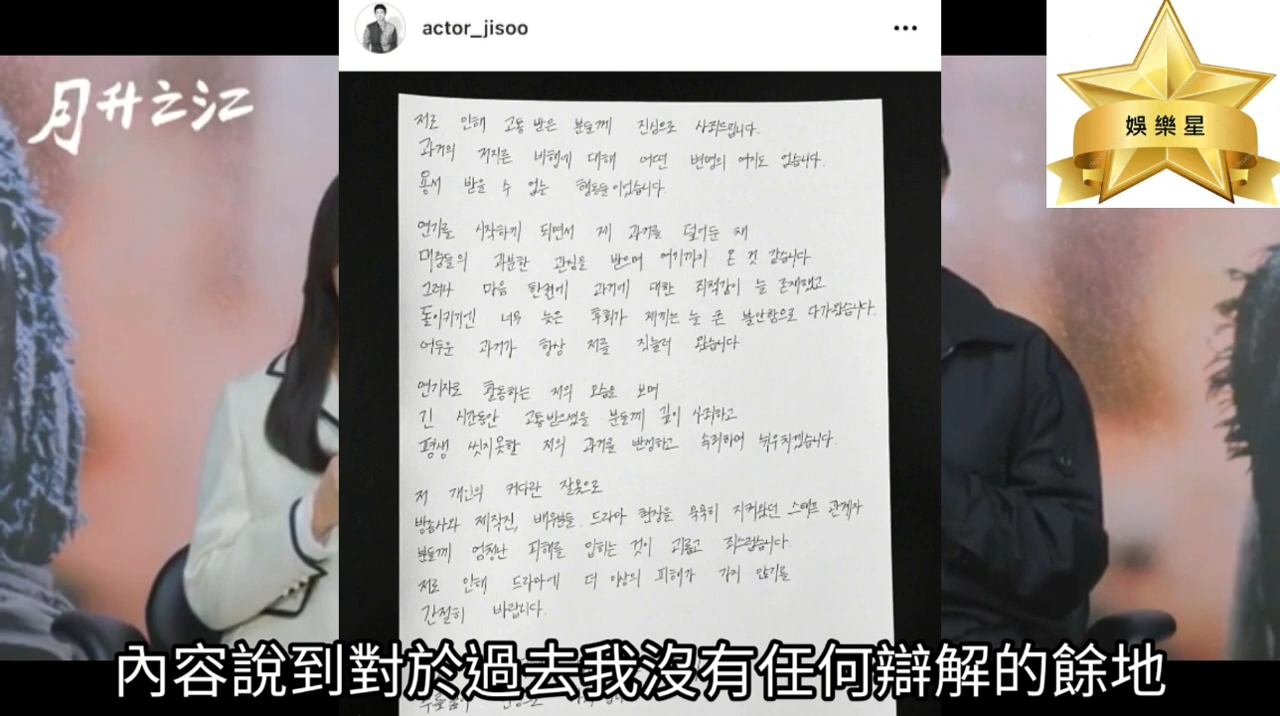 actor_jisoo
月升之江
娛樂星
저로 인해 고통 받은 분들께 진심으로 사죄드립니다.
과거의 저지른 비행에 대해 어떤 변명의 여지도 없습니다.
용서 받을 수 없는 행동들이었습니다.
연기를 시작하게 되면서 제 과거를 덮어둔 채
대중들의 과분한 관심을 받으며 여기까지 온 것 같습니다.
그러나 마음 한켠에 과거에 대한 죄책감이 늘 존재했고
돌이키기엔 너무 늦은 후회가 제게는 늘 큰 불안함으로 다가왔습니다.
어두운 과거가 항상 저를 짓눌러 왔습니다.
연기자로 활동하는 저의 모습을 보며
긴 시간동안 고통받으셨을 분들께 깊이 사죄하고
평생 씻지못할 저의 과거를 반성하고 속죄하며 뉘우치겠습니다.
저 개인의 커다란 잘못으로
방송사와 제작진, 배우분들, 드라마 현장을 묵묵히 지켜왔던 스태프 관계자
분들께 엄청난 피해를 입히는 것이 괴롭고 죄스럽습니다.
저로 인해 드라마에 더 이상의 피해가 가지 않기를
간절히 바랍니다.
內容說到對於過去我沒有任何辯解的餘地